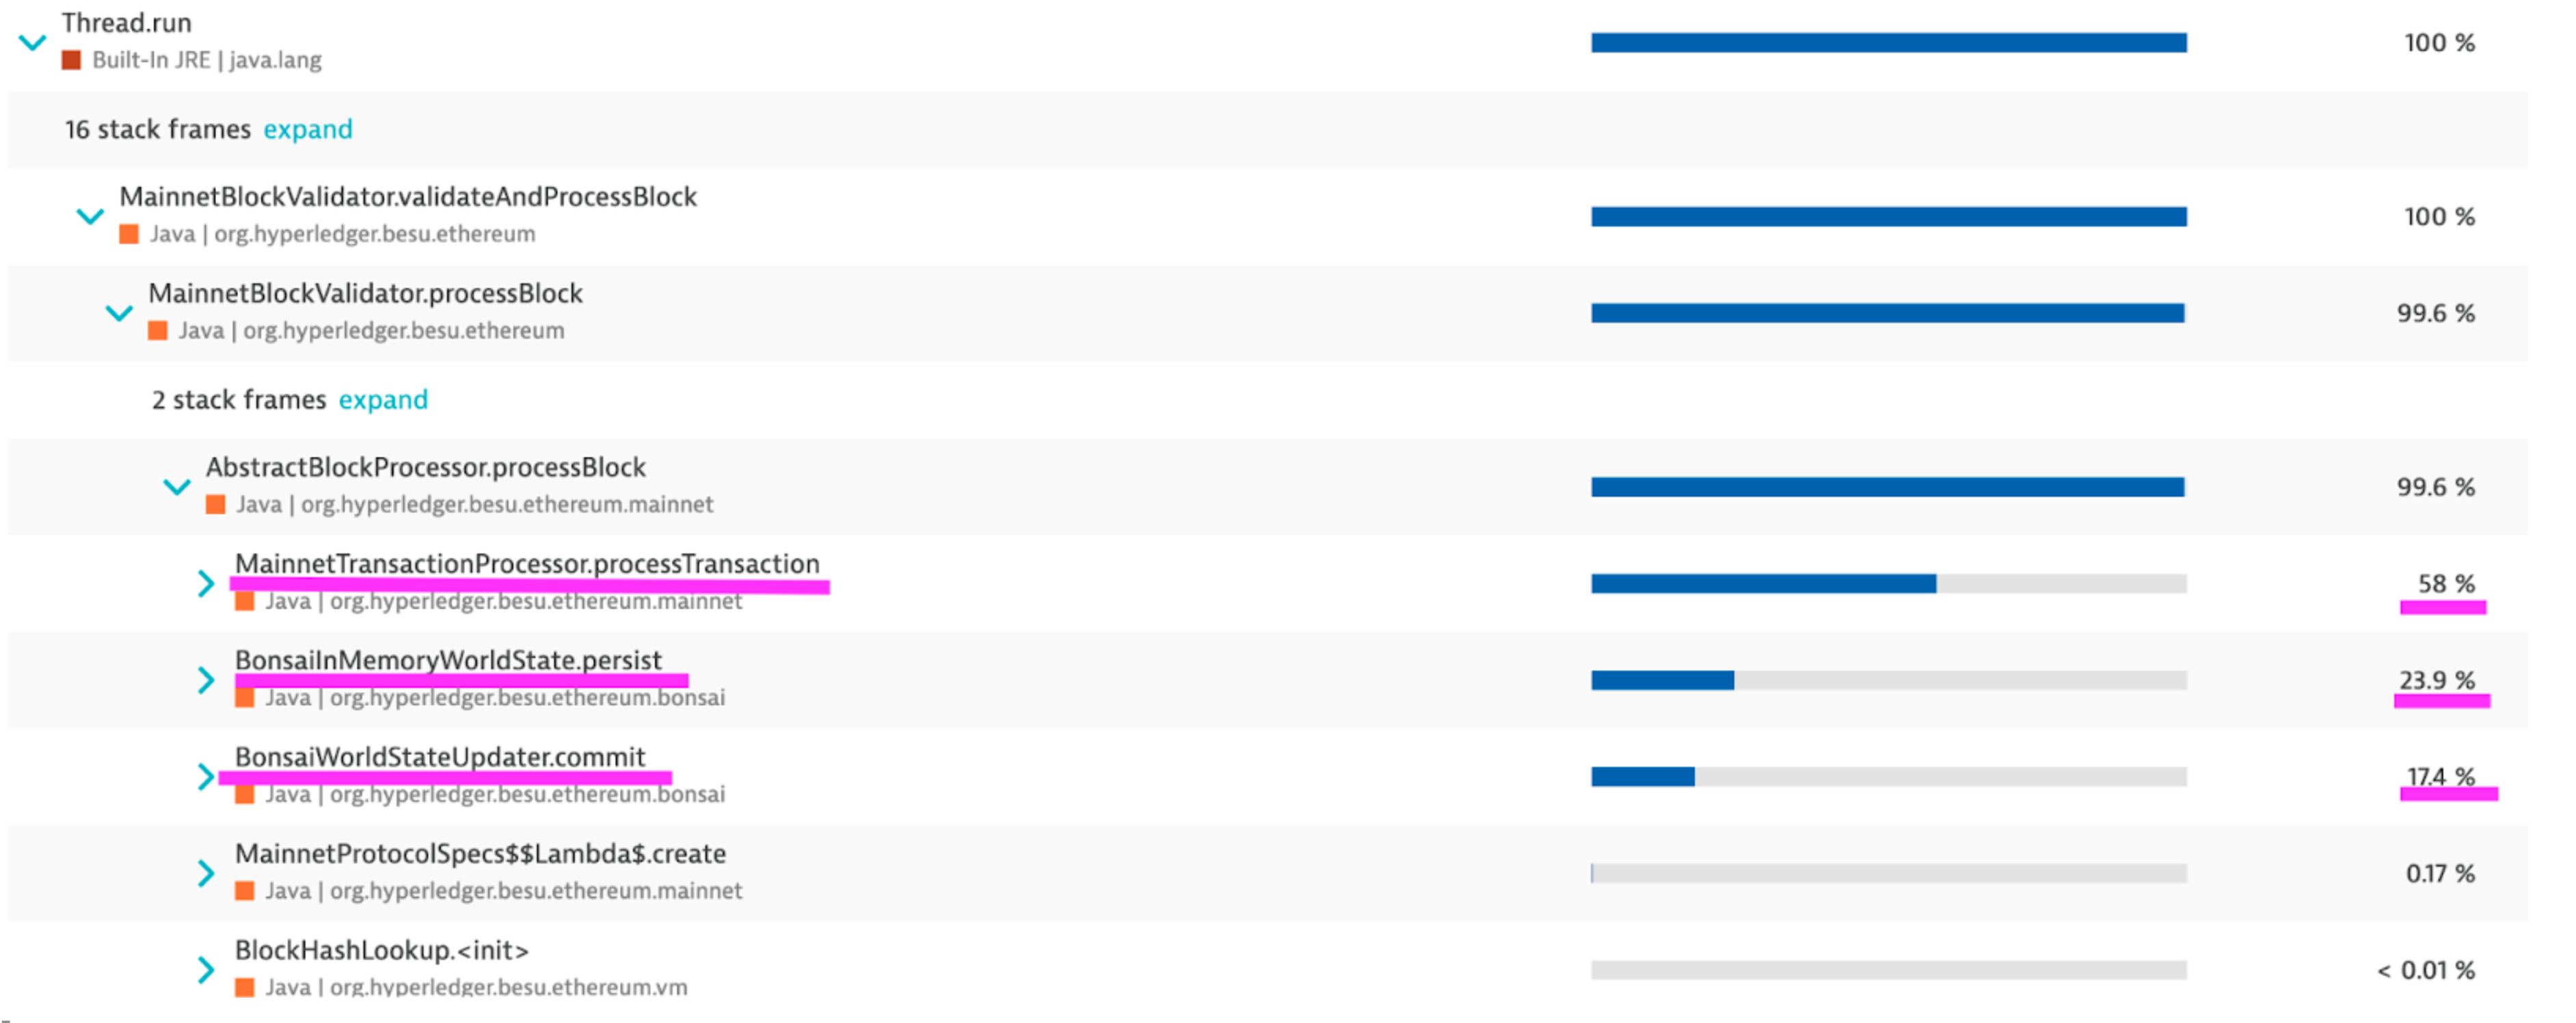 Thread.run
100 %
Built-In JRE | java.lang
16 stack frames expand
MainnetBlockValidator.validateAndProcessBlock
100 %
Java | org.hyperledger.besu.ethereum
MainnetBlockValidator.processBlock
99.6 %
Java | org.hyperledger.besu.ethereum
2 stack frames expand
AbstractBlockProcessor.processBlock
99.6 %
Java | org.hyperledger.besu.ethereum.mainnet
MainnetTransactionProcessor.processTransaction
58 %
Java | org.hyperledger.besu.ethereum.mainnet
BonsaiInMemoryWorldState.persist
23.9 %
Java | org.hyperledger.besu.ethereum.bonsai
BonsaiWorldStateUpdater.commit
17.4 %
Java | org.hyperledger.besu.ethereum.bonsai
MainnetProtocolSpecs$$Lambda$.create
0.17 %
Java | org.hyperledger.besu.ethereum.mainnet
BlockHashLookup.<init>
< 0.01 %
Java | org.hyperledger.besu.ethereum.vm